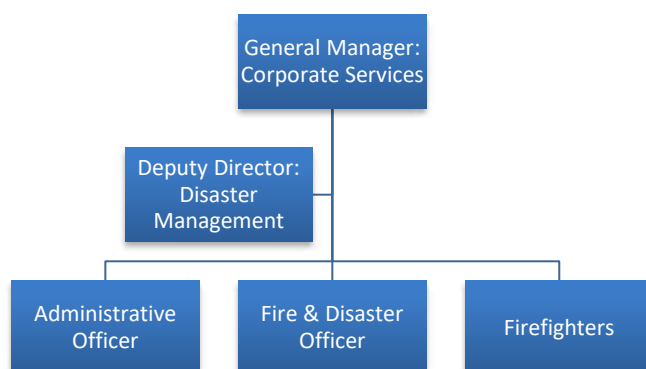 General Manager:
Corporate Services
Deputy Director:
Disaster
Management
Administrative
Officer
Fire & Disaster
Officer
Firefighters